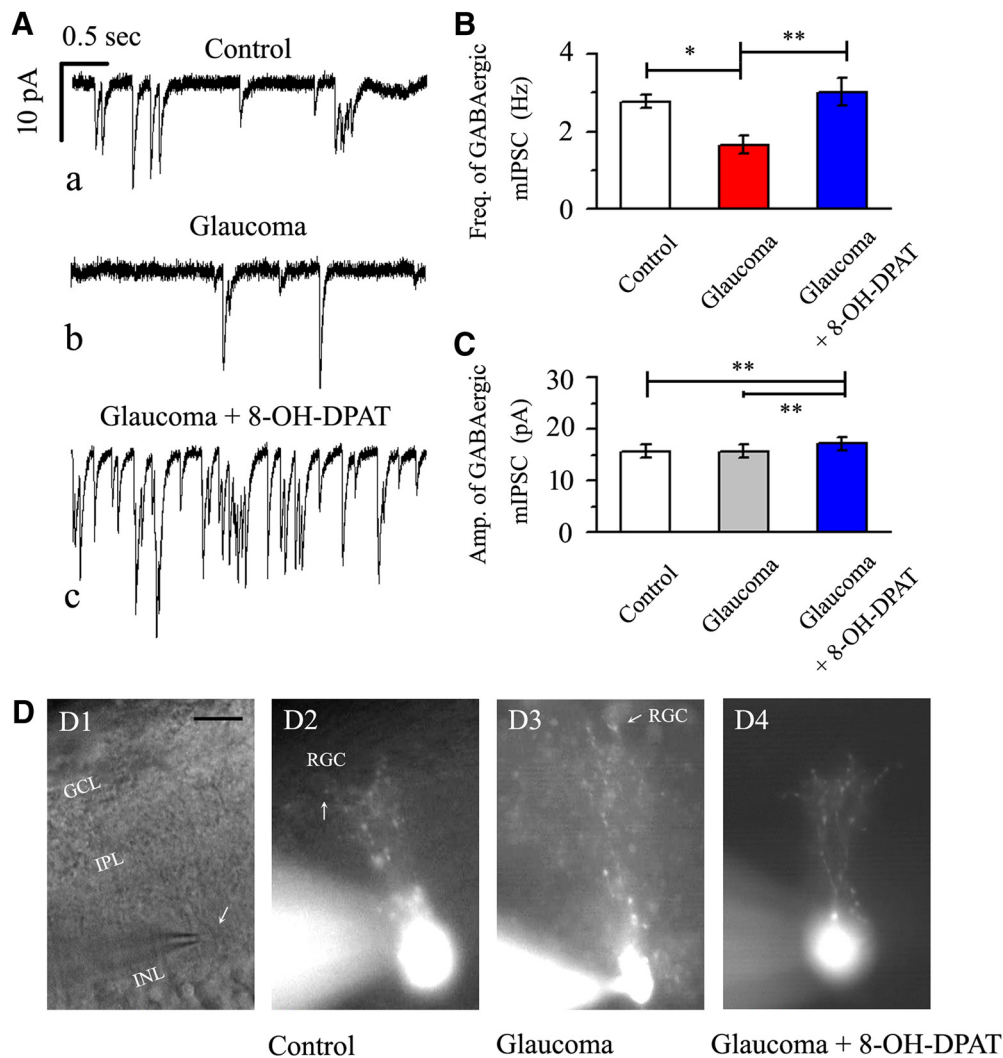 A
0.5 sec
10 pA
Control
a
Glaucoma
b
Glaucoma + 8-OH-DPAT
c
B
Freq. of GABAergic
mIPSC (Hz)
4
2
0
*
**
Control
Glaucoma
Glaucoma
+ 8-OH-DPAT
C
Amp. of GABAergic
mIPSC (pA)
30
20
10
0
**
**
Control
Glaucoma
Glaucoma
+ 8-OH-DPAT
D
D1
GCL
IPL
INL
D2
RGC
D3
RGC
D4
Control
Glaucoma
Glaucoma + 8-OH-DPAT